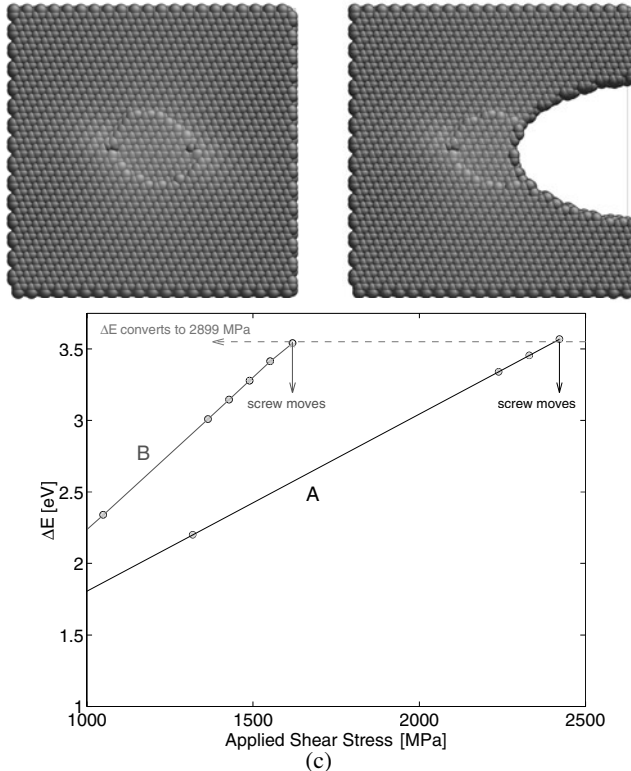 3.5
ΔE converts to 2899 MPa
screw moves
screw moves
3
B
2.5
A
2
1.5
1
ΔE [eV]
1000
1500
2000
2500
Applied Shear Stress [MPa]
(c)